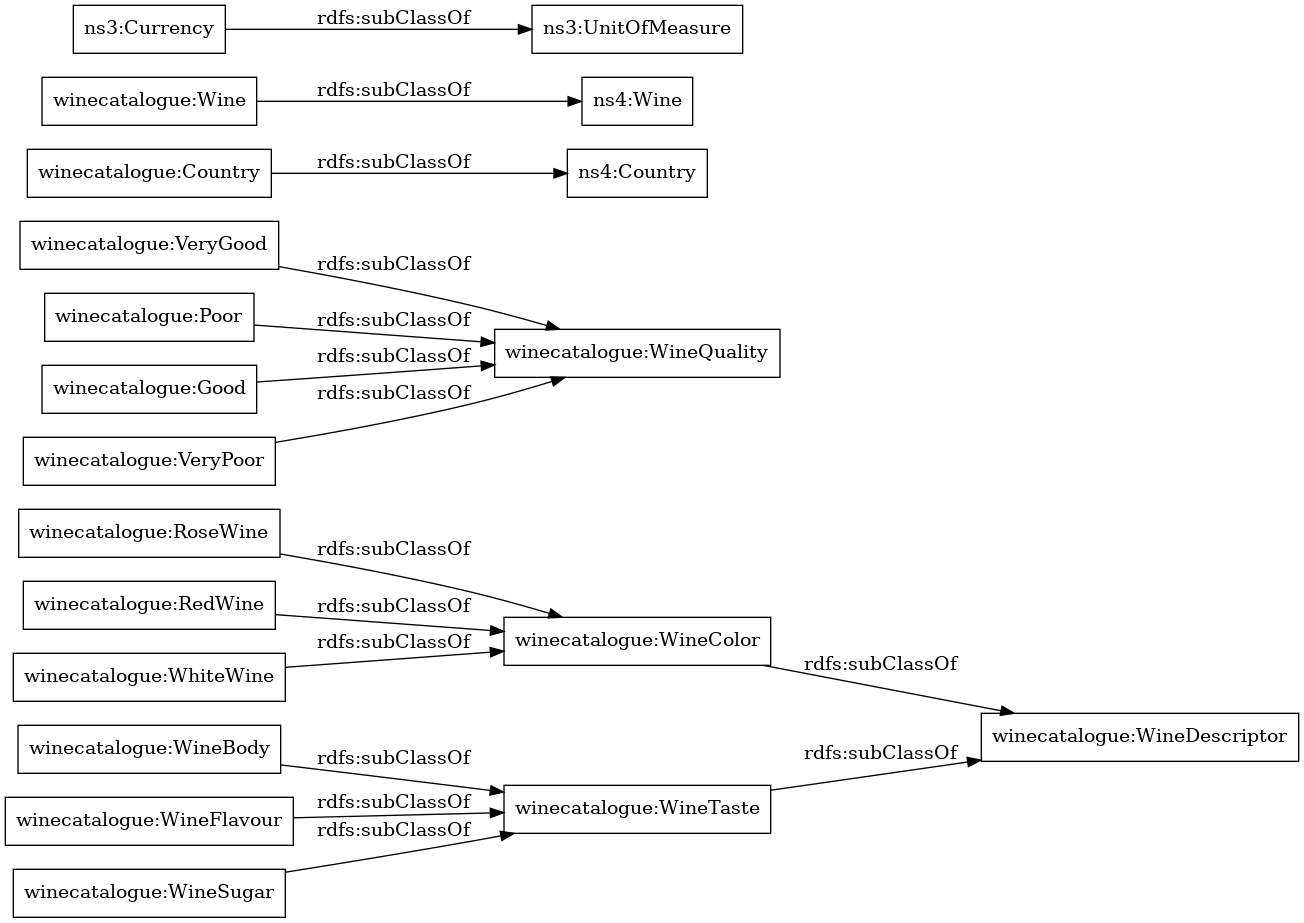 ns3:Currency
rdfs:subClassOf
ns3:UnitOfMeasure
winecatalogue:Wine
rdfs:subClassOf
ns4:Wine
winecatalogue:Country
rdfs:subClassOf
ns4:Country
winecatalogue:VeryGood
rdfs:subClassOf
winecatalogue:Poor
rdfs:subClassOf
winecatalogue:WineQuality
rdfs:subClassOf
winecatalogue:Good
rdfs:subClassOf
winecatalogue:VeryPoor
winecatalogue:RoseWine
rdfs:subClassOf
winecatalogue:RedWine
rdfs:subClassOf
winecatalogue:WineColor
rdfs:subClassOf
winecatalogue:WhiteWine
rdfs:subClassOf
winecatalogue:WineDescriptor
winecatalogue:WineBody
rdfs:subClassOf
rdfs:subClassOf
winecatalogue:WineFlavour
rdfs:subClassOf
winecatalogue:WineTaste
rdfs:subClassOf
winecatalogue:WineSugar